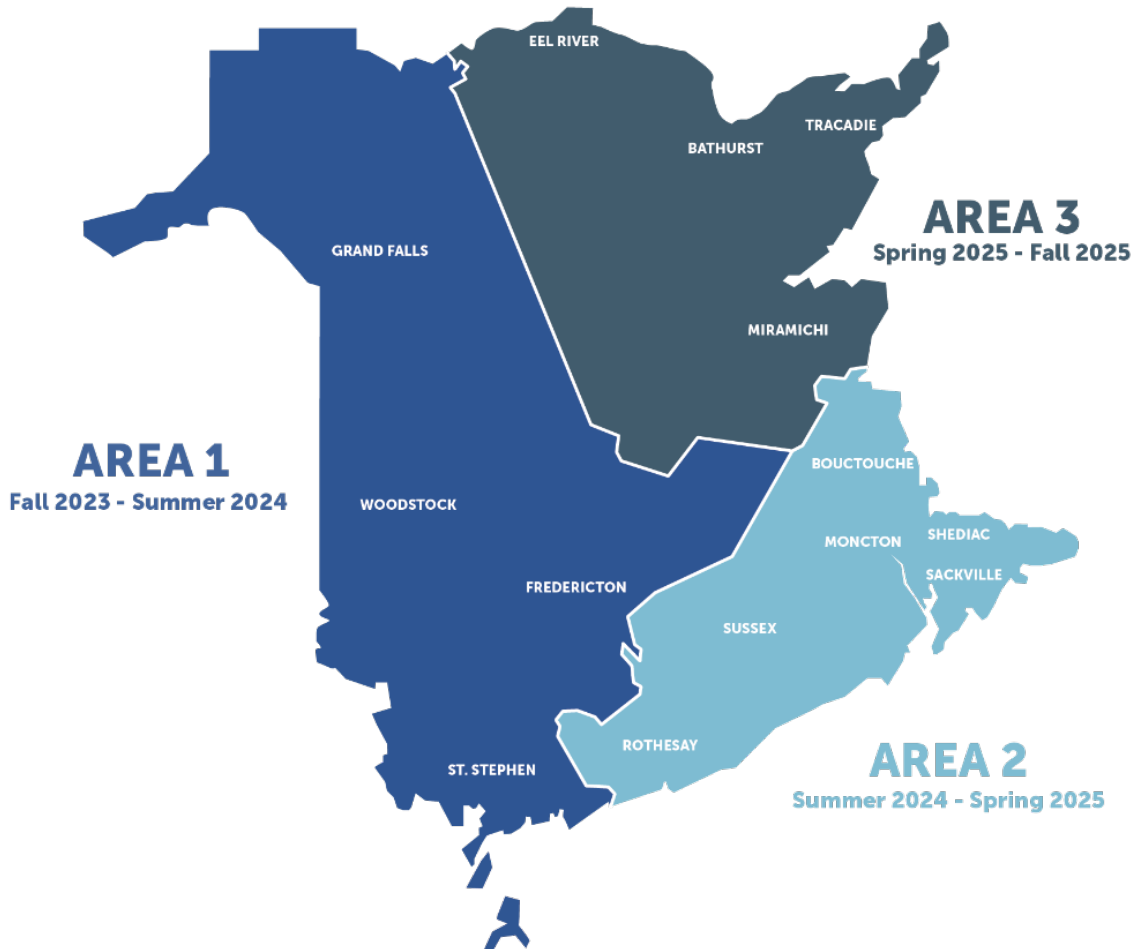 EEL RIVER
TRACADIE
BATHURST
AREA 3
Spring 2025 - Fall 2025
GRAND FALLS
MIRAMICHI
AREA 1
Fall 2023 - Summer 2024
BOUCTOUCHE
WOODSTOCK
SHEDIAC
MONCTON
SACKVILLE
FREDERICTON
SUSSEX
ROTHESAY
ST. STEPHEN
AREA 2
Summer 2024 - Spring 2025